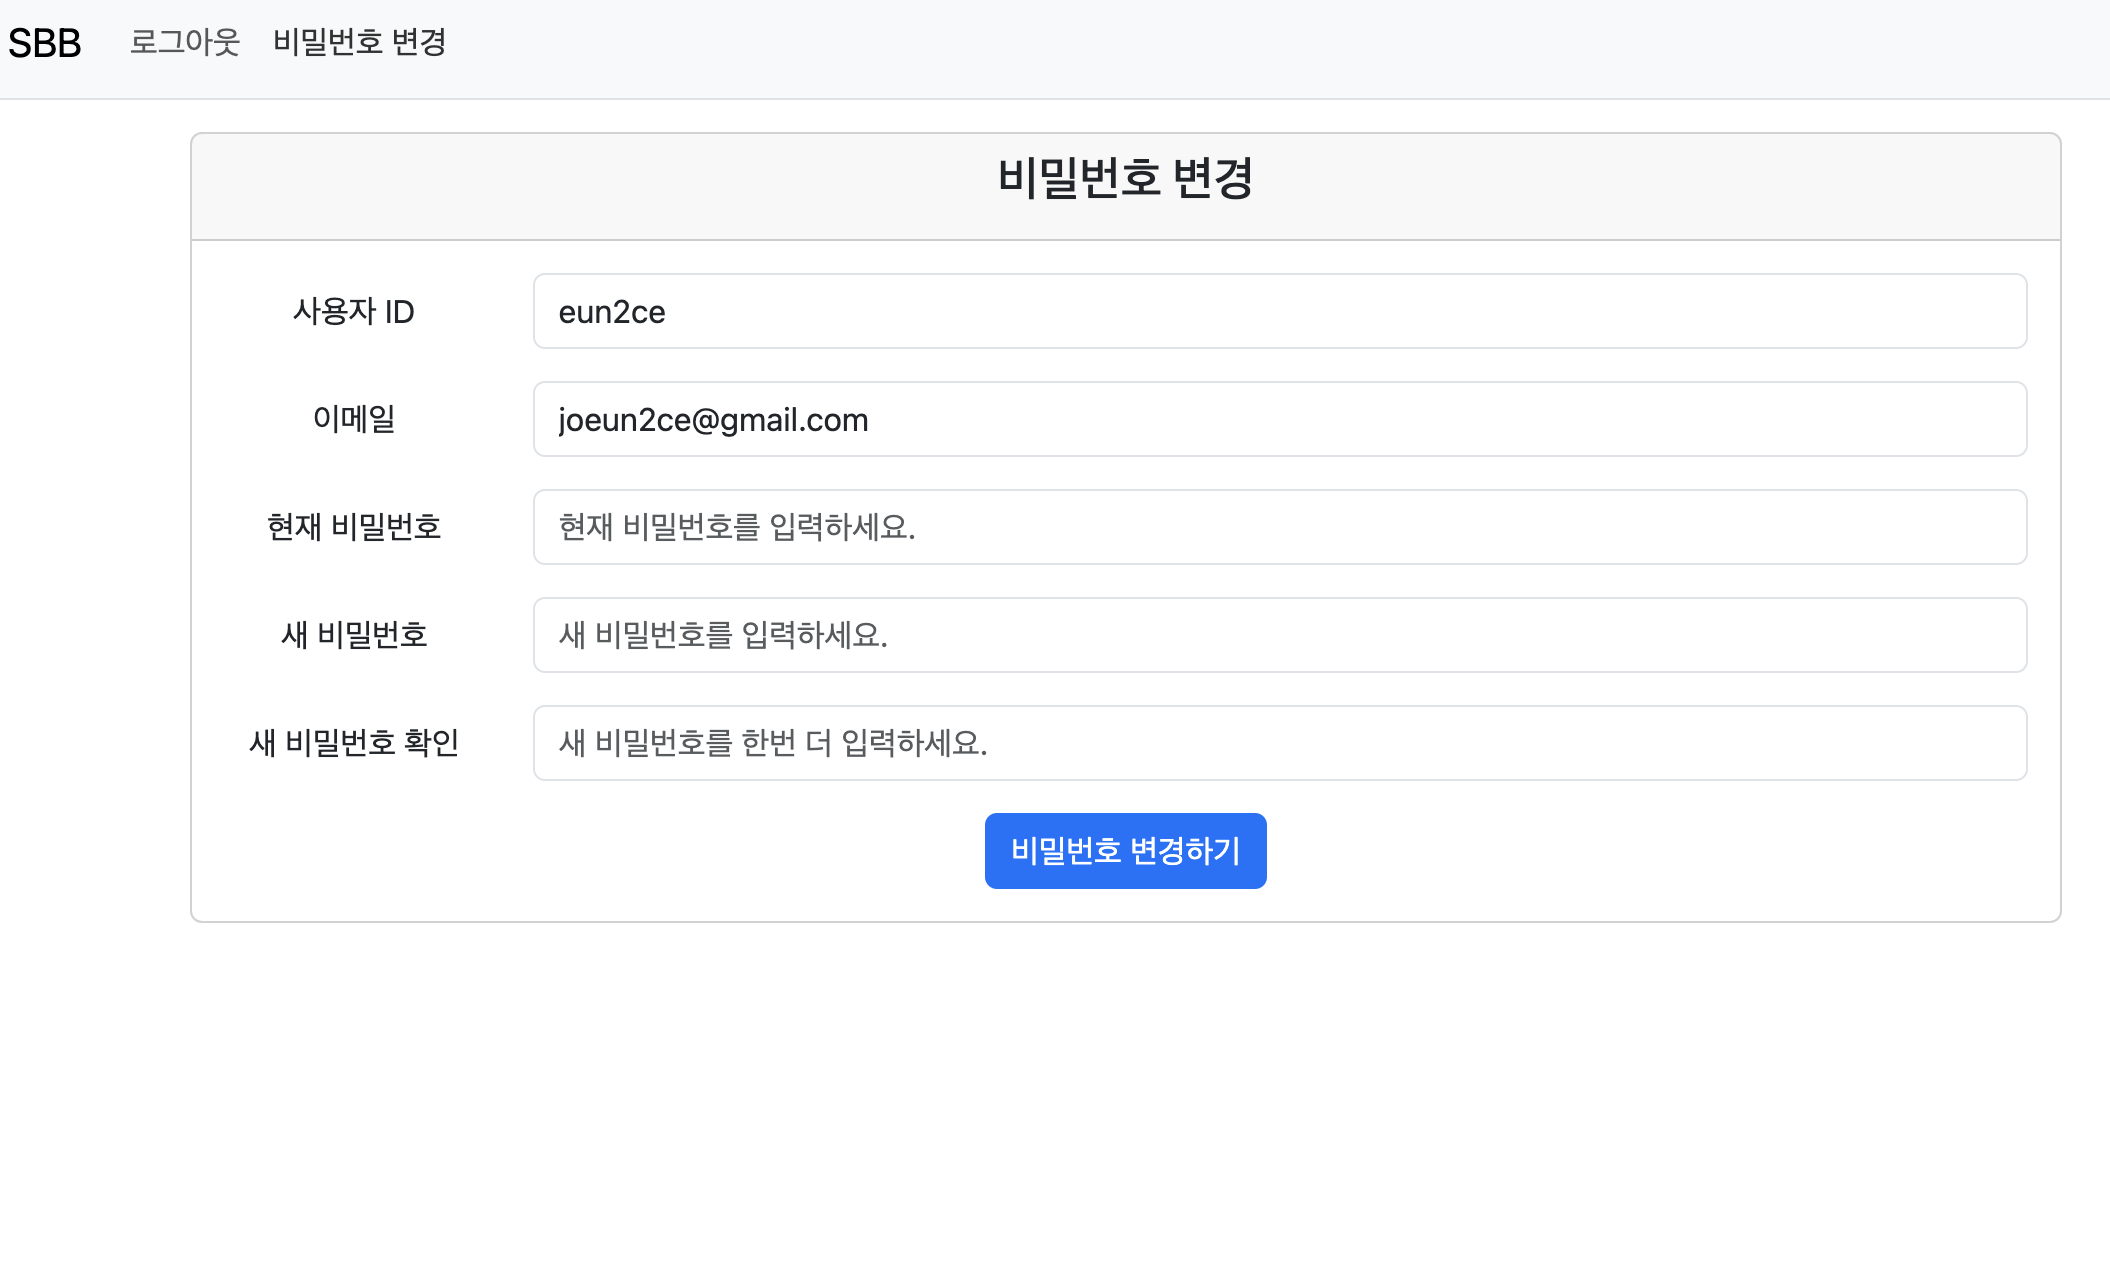 SBB 로그아웃 비밀번호 변경
비밀번호 변경
사용자 ID eun2ce
이메일 joeun2ce@gmail.com
현재 비밀번호 현재 비밀번호를 입력하세요.
새 비밀번호 새 비밀번호를 입력하세요.
새 비밀번호 확인 새 비밀번호를 한번 더 입력하세요.
비밀번호 변경하기